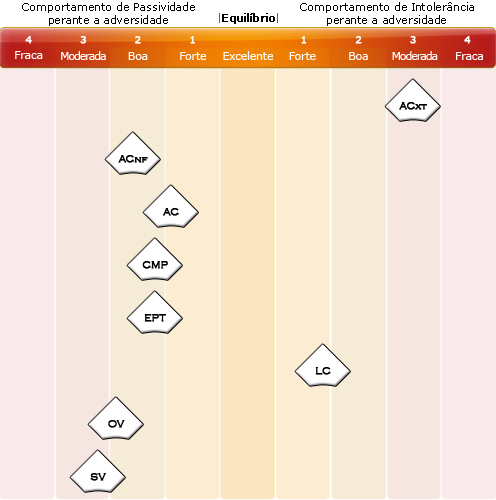 Comportamento de Passividade
perante a adversidade
|Equilíbrio|
Comportamento de Intolerância
perante a adversidade
4 3 2 1 1 2 3 4
Fraca Moderada Boa Forte Excelente Forte Boa Moderada Fraca
ACXT
ACNF
AC
CMP
EPT
LC
OV
SV